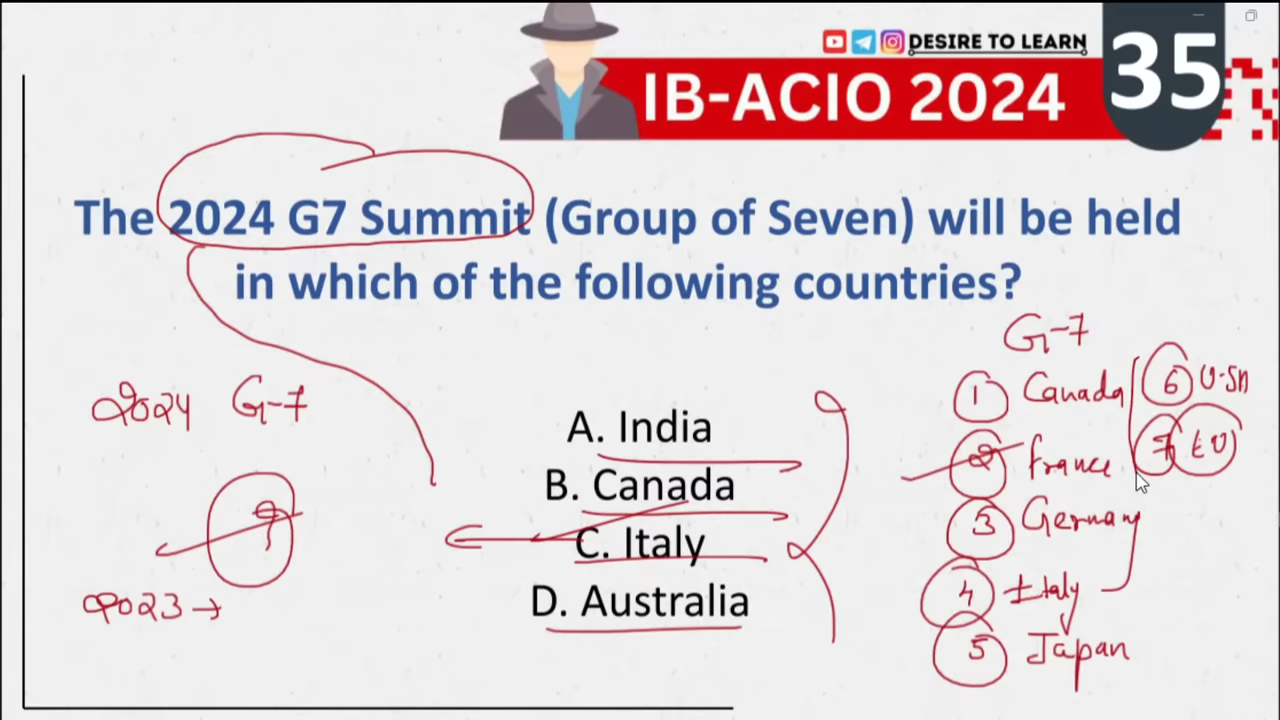 DESIRE TO LEARN
IB-ACIO 2024
35
The 2024 G7 Summit (Group of Seven) will be held
in which of the following countries?
A. India
B. Canada
C. Italy
D. Australia
2024 G-7
?
2023 →
G-7
1 Canada
2 France
3 Germany
4 Italy
5 Japan
6 U.SA
7 EU